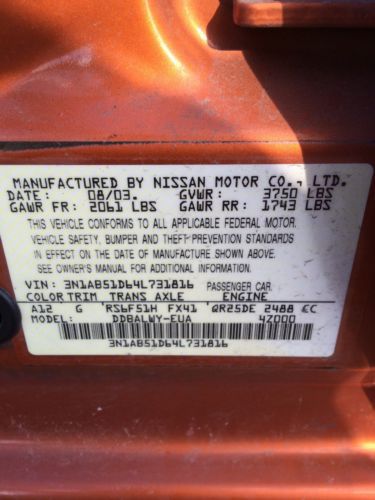 MANUFACTURED BY NISSAN MOTOR CO., LTD.
DATE: 08/03. GVWR: 3750 LBS
GAWR FR: 2061 LBS GAWR RR: 1743 LBS
THIS VEHICLE CONFORMS TO ALL APPLICABLE FEDERAL MOTOR
VEHICLE SAFETY, BUMPER AND THEFT PREVENTION STANDARDS
IN EFFECT ON THE DATE OF MANUFACTURE SHOWN ABOVE.
SEE OWNER'S MANUAL FOR ADDITIONAL INFORMATION
VIN: 3N1AB51D64L731816 PASSENGER CAR.
COLOR TRIM TRANS AXLE ENGINE
A12 G RS6F51H FX41 QR25DE 2488 CC
MODEL: DDBALWY-EUA 4Z000
3N1AB51D64L731816